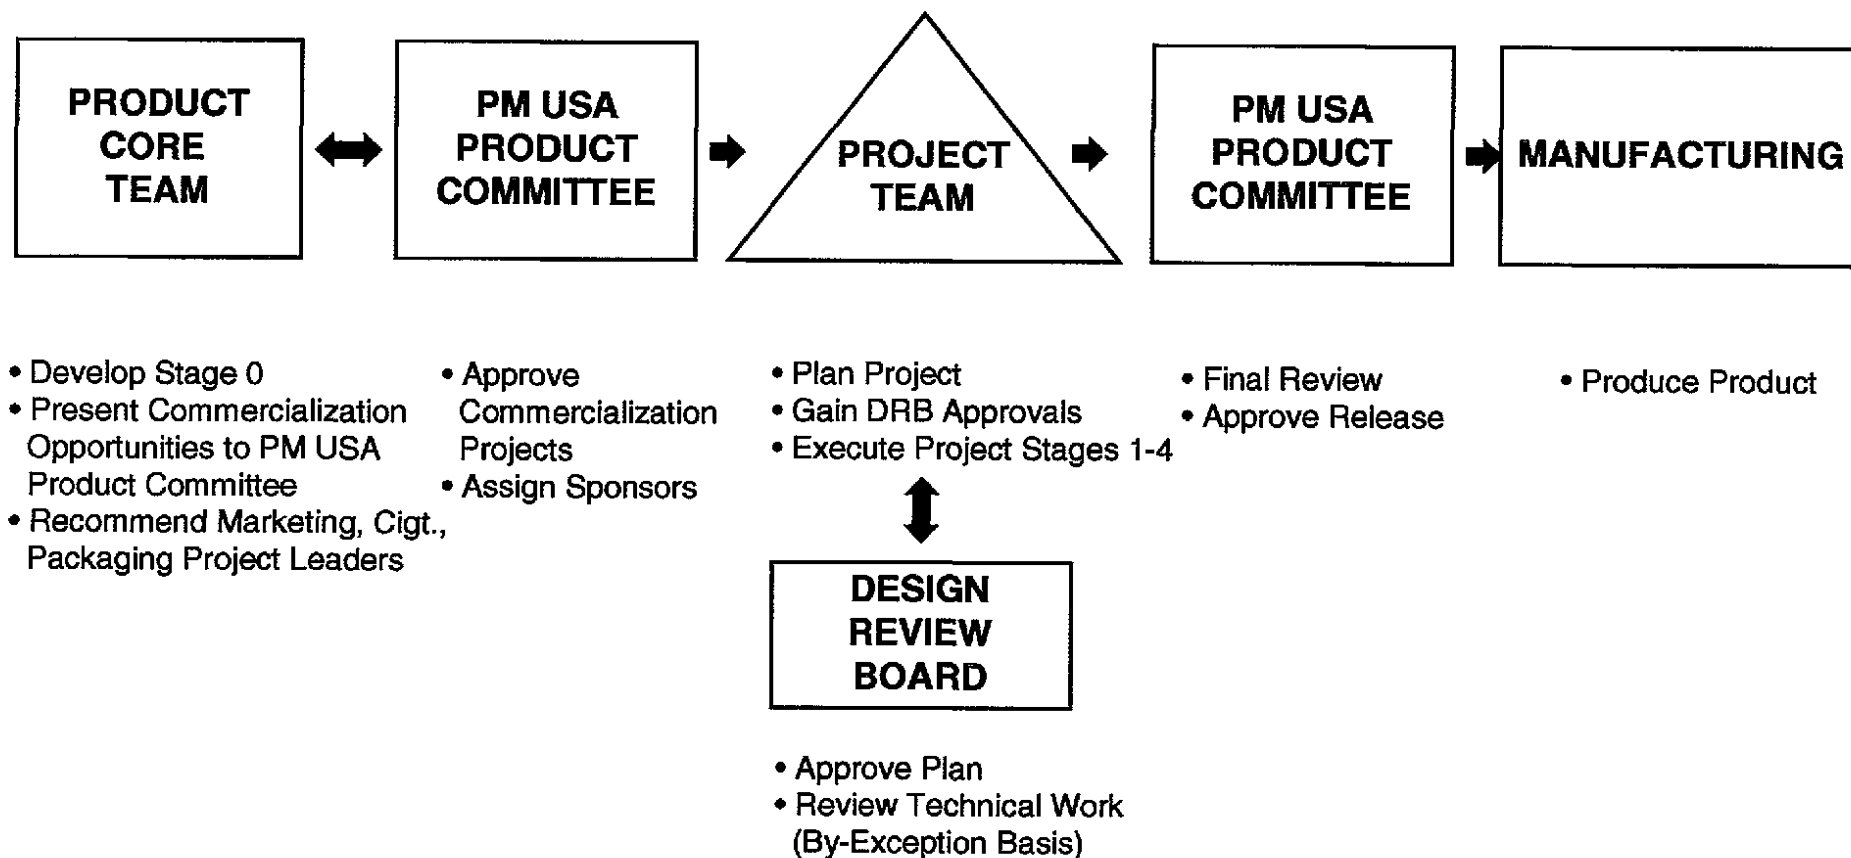 PRODUCT
CORE
TEAM
PM USA
PRODUCT
COMMITTEE
PROJECT
TEAM
PM USA
PRODUCT
COMMITTEE
MANUFACTURING
• Develop Stage 0
• Present Commercialization
Opportunities to PM USA
Product Committee
• Recommend Marketing, Cigt.,
Packaging Project Leaders
• Approve
Commercialization
Projects
• Assign Sponsors
• Plan Project
• Gain DRB Approvals
• Execute Project Stages 1-4
• Final Review
• Approve Release
• Produce Product
DESIGN
REVIEW
BOARD
• Approve Plan
• Review Technical Work
(By-Exception Basis)